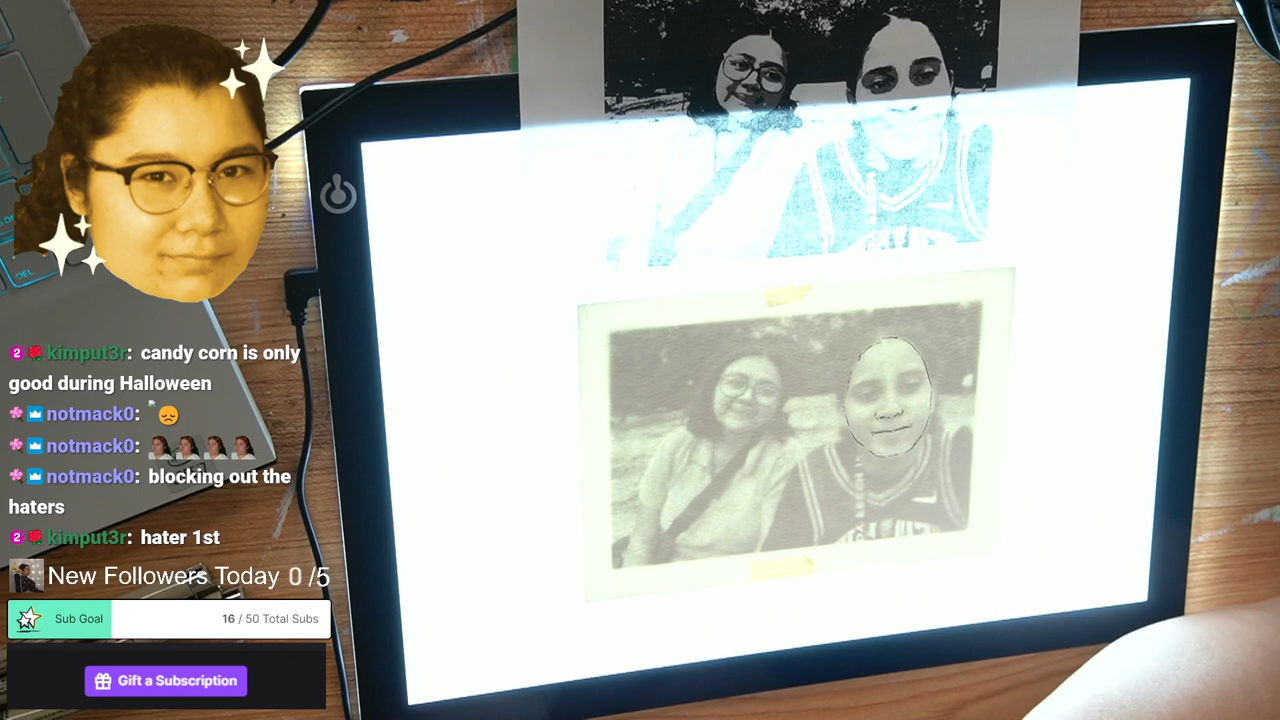 DEL
kimput3r: candy corn is only
good during Halloween
notmack0:
notmack0:
notmack0: blocking out the
haters
kimput3r: hater 1st
New Followers Today 0 /5
Sub Goal 16 / 50 Total Subs
Gift a Subscription